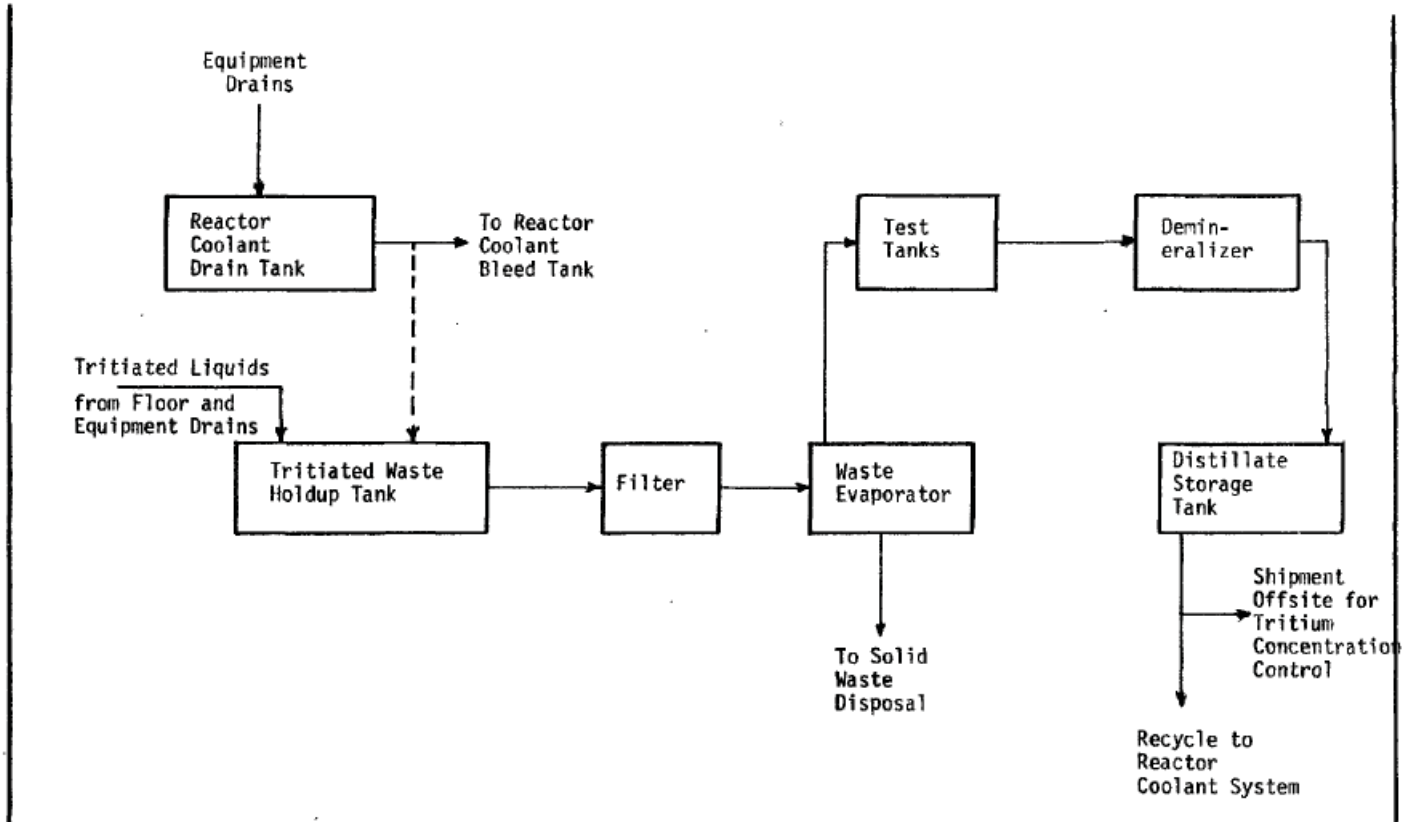 Equipment
Drains
Reactor
Coolant
Drain Tank
To Reactor
Coolant
Bleed Tank
Test
Tanks
Demin-
eralizer
Tritiated Liquids
from Floor and
Equipment Drains
Tritiated Waste
Holdup Tank
Filter
Waste
Evaporator
Distillate
Storage
Tank
To Solid
Waste
Disposal
Shipment
Offsite for
Tritium
Concentration
Control
Recycle to
Reactor
Coolant System